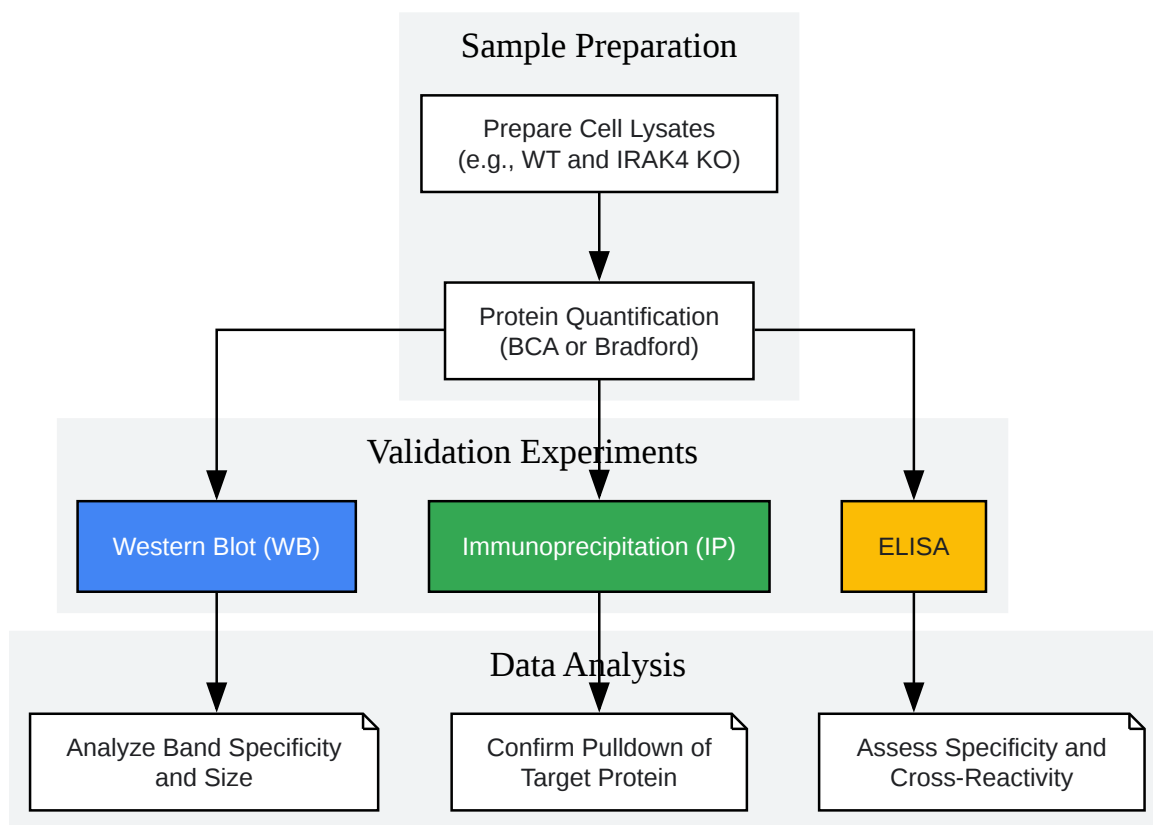 Sample Preparation
Prepare Cell Lysates
(e.g., WT and IRAK4 KO)
Protein Quantification
(BCA or Bradford)
Validation Experiments
Western Blot (WB)
Immunoprecipitation (IP)
ELISA
Data Analysis
Analyze Band Specificity
and Size
Confirm Pulldown of
Target Protein
Assess Specificity and
Cross-Reactivity